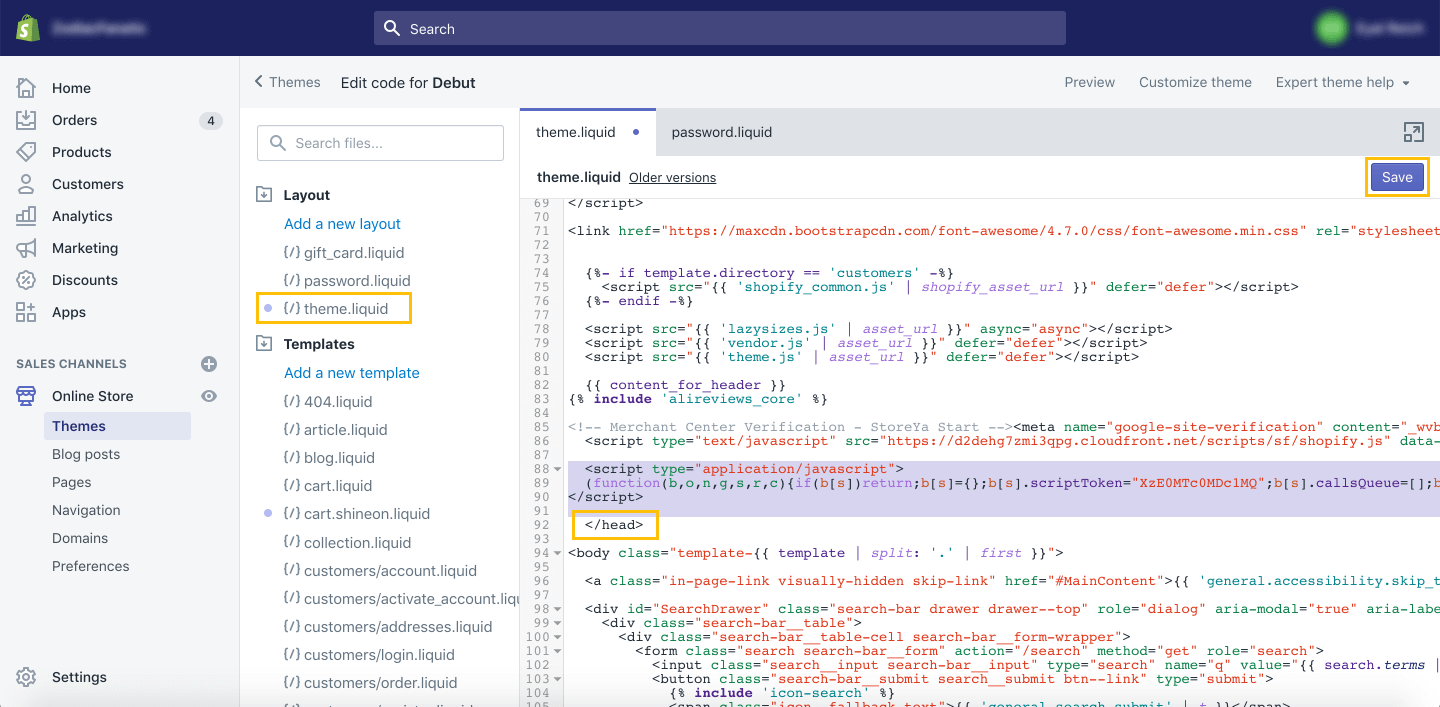 Search
Home
Orders 4
Products
Customers
Analytics
Marketing
Discounts
Apps
SALES CHANNELS
Online Store
Themes
Blog posts
Pages
Navigation
Domains
Preferences
Settings
Themes Edit code for Debut
Preview Customize theme Expert theme help
Search files...
Layout
Add a new layout
{/} gift_card.liquid
{/} password.liquid
{/} theme.liquid
Templates
Add a new template
{/} 404.liquid
{/} article.liquid
{/} blog.liquid
{/} cart.liquid
{/} cart.shineon.liquid
{/} collection.liquid
{/} customers/account.liquid
{/} customers/activate_account.liqu
{/} customers/addresses.liquid
{/} customers/login.liquid
{/} customers/order.liquid
theme.liquid password.liquid
theme.liquid Older versions Save
69 </script>
70
71 <link href="https://maxcdn.bootstrapcdn.com/font-awesome/4.7.0/css/font-awesome.min.css" rel="stylesheet
72
73
74 {%- if template.directory == 'customers' -%}
75 <script src="{{ 'shopify_common.js' | shopify_asset_url }}" defer="defer"></script>
76 {%- endif -%}
77
78 <script src="{{ 'lazysizes.js' | asset_url }}" async="async"></script>
79 <script src="{{ 'vendor.js' | asset_url }}" defer="defer"></script>
80 <script src="{{ 'theme.js' | asset_url }}" defer="defer"></script>
81
82 {{ content_for_header }}
83 {% include 'alireviews_core' %}
84
85 <!-- Merchant Center Verification - StoreYa Start --><meta name="google-site-verification" content="_wvb
86 <script type="text/javascript" src="https://d2dehg7zmi3qpg.cloudfront.net/scripts/sf/shopify.js" data-
87
88 <script type="application/javascript">
89 (function(b,o,n,g,s,r,c){if(b[s])return;b[s]={};b[s].scriptToken="XzE0MTc0MDc1MQ";b[s].callsQueue=[];b
90 </script>
91
92 </head>
93
94 <body class="template-{{ template | split: '.' | first }}">
95
96 <a class="in-page-link visually-hidden skip-link" href="#MainContent">{{ 'general.accessibility.skip_t
97
98 <div id="SearchDrawer" class="search-bar drawer drawer--top" role="dialog" aria-modal="true" aria-labe
99 <div class="search-bar__table">
100 <div class="search-bar__table-cell search-bar__form-wrapper">
101 <form class="search search-bar__form" action="/search" method="get" role="search">
102 <input class="search__input search-bar__input" type="search" name="q" value="{{ search.terms |
103 <button class="search-bar__submit search__submit btn--link" type="submit">
104 {% include 'icon-search' %}
105 <span class="icon__fallback-text">{{ 'general.search.submit' | t }}</span>